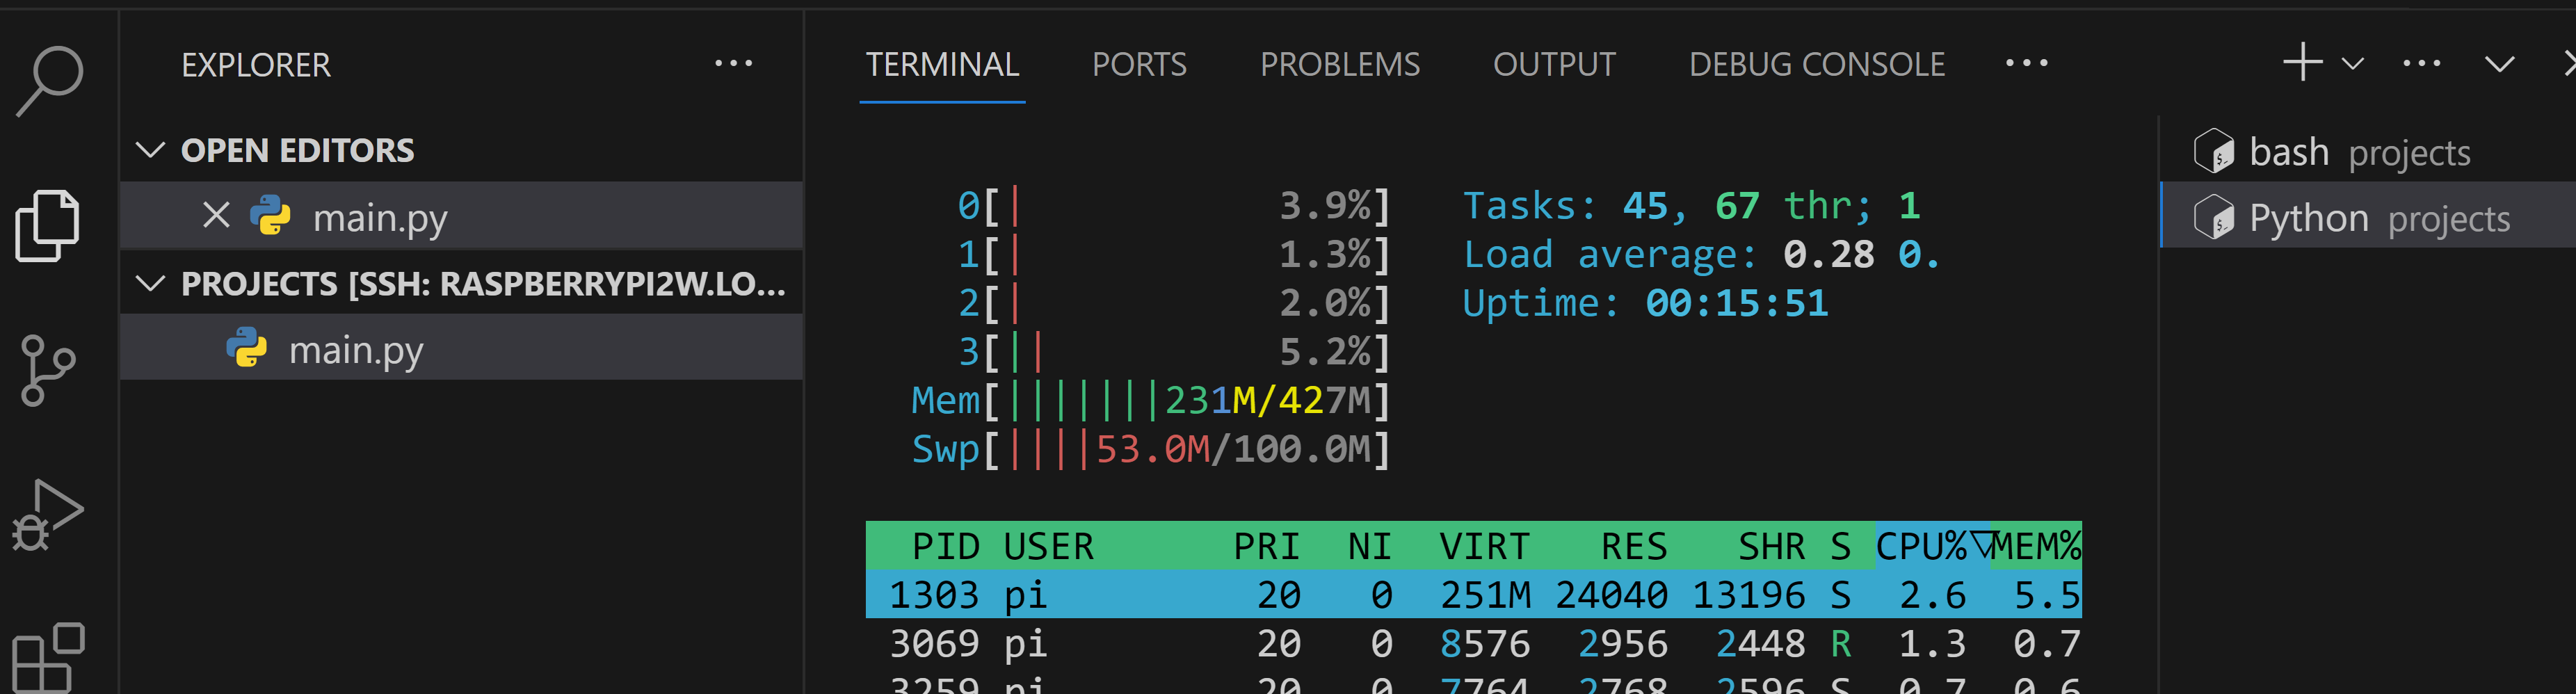 EXPLORER
OPEN EDITORS
main.py
PROJECTS [SSH: RASPBERRYPI2W.LO...
main.py
TERMINAL PORTS PROBLEMS OUTPUT DEBUG CONSOLE
0[| 3.9%] Tasks: 45, 67 thr; 1
1[| 1.3%] Load average: 0.28 0.
2[| 2.0%] Uptime: 00:15:51
3[|| 5.2%]
Mem[|||||||231M/427M]
Swp[||||53.0M/100.0M]
PID USER PRI NI VIRT RES SHR S CPU%▽MEM%
1303 pi 20 0 251M 24040 13196 S 2.6 5.5
3069 pi 20 0 8576 2956 2448 R 1.3 0.7
3259 pi 20 0 7764 2768 2596 S 0.7 0.6
bash projects
Python projects